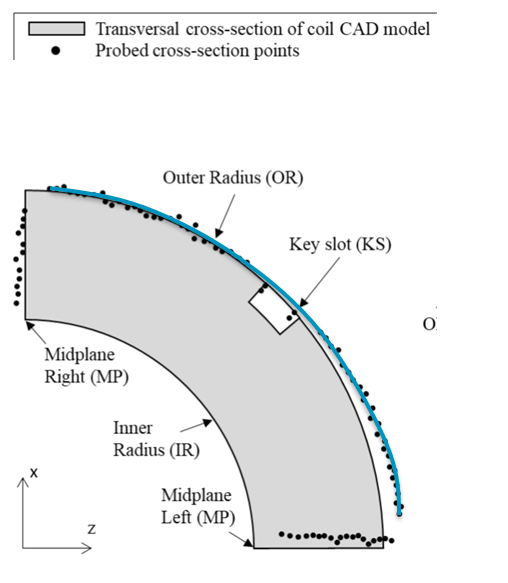 Transversal cross-section of coil CAD model
Probed cross-section points
Outer Radius (OR)
Key slot (KS)
O
Midplane
Right (MP)
Inner
Radius (IR)
Midplane
Left (MP)
x
z